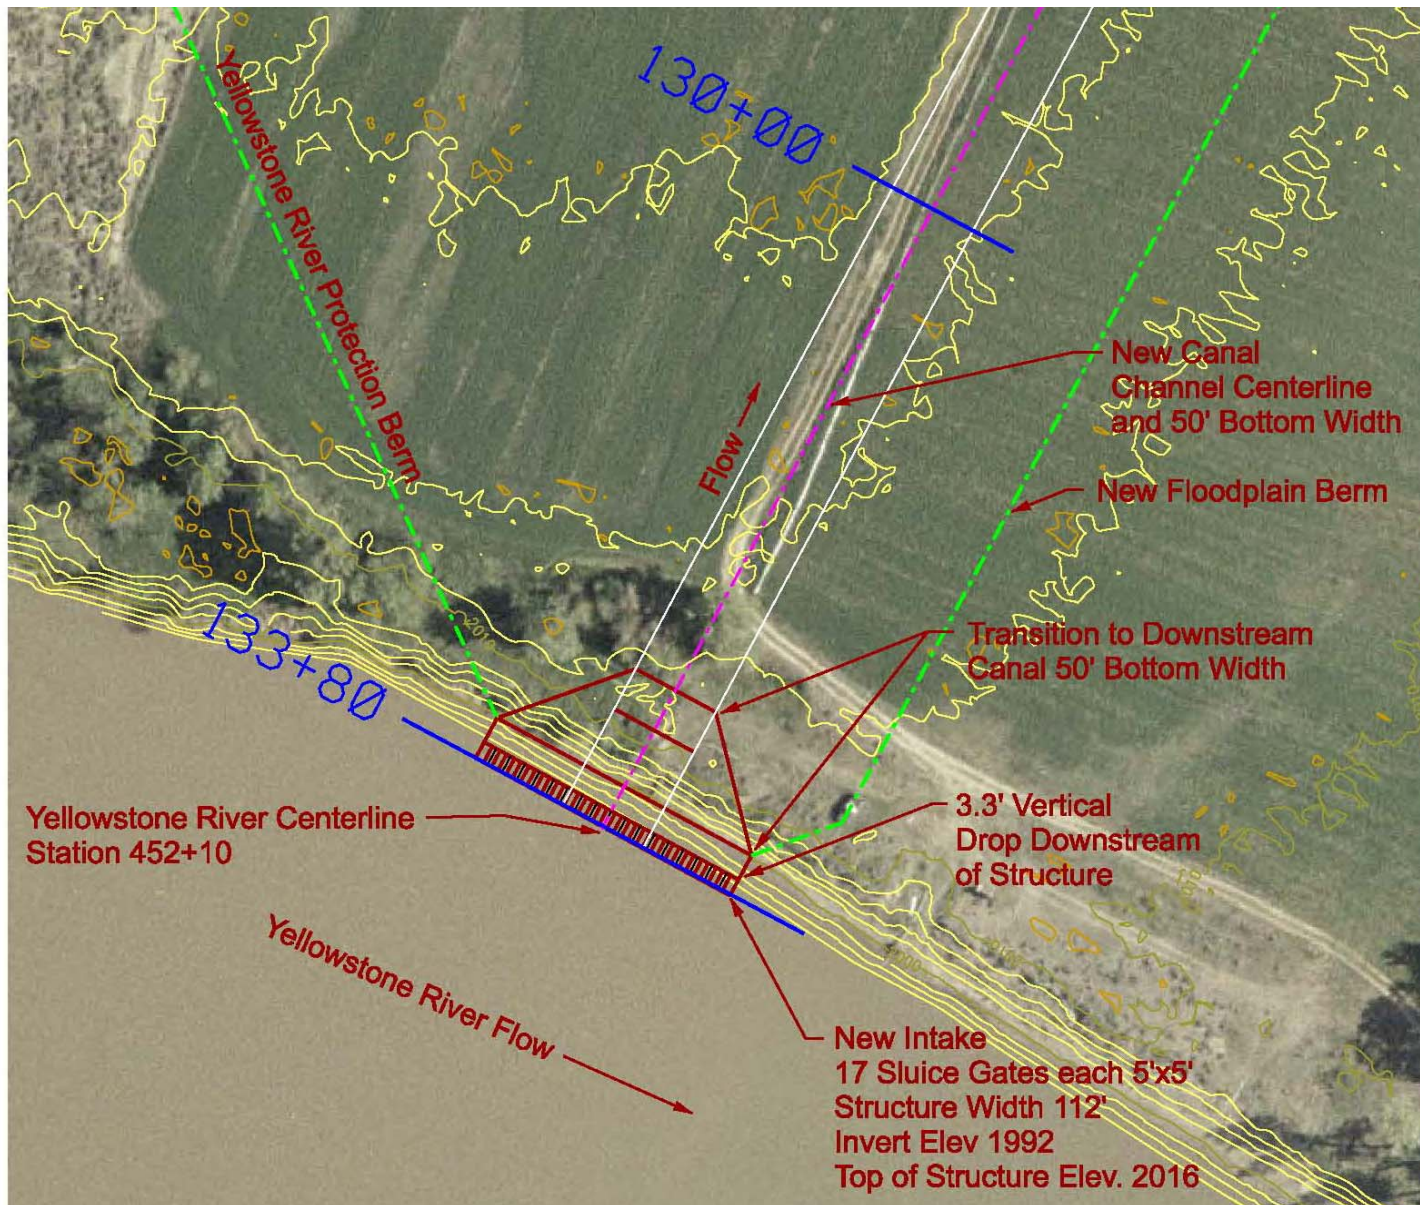 130+00
Yellowstone River Protection Berm
New Canal
Channel Centerline
and 50' Bottom Width
Flow
New Floodplain Berm
133+80
2010
Transition to Downstream
Canal 50' Bottom Width
Yellowstone River Centerline
Station 452+10
3.3' Vertical
Drop Downstream
of Structure
Yellowstone River Flow
2000
New Intake
17 Sluice Gates each 5'x5'
Structure Width 112'
Invert Elev 1992
Top of Structure Elev. 2016